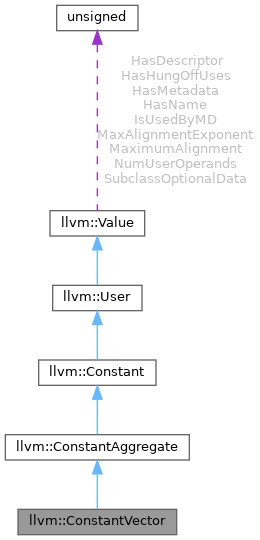 unsigned
HasDescriptor
HasHungOffUses
HasMetadata
HasName
IsUsedByMD
MaxAlignmentExponent
MaximumAlignment
NumUserOperands
SubclassOptionalData
llvm::Value
llvm::User
llvm::Constant
llvm::ConstantAggregate
llvm::ConstantVector